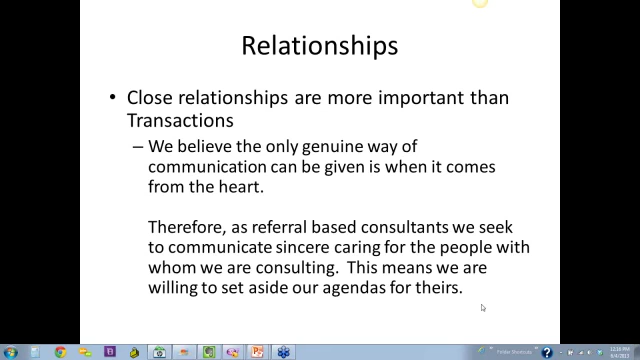 Relationships
• Close relationships are more important than
Transactions
– We believe the only genuine way of
communication can be given is when it comes
from the heart.
Therefore, as referral based consultants we seek
to communicate sincere caring for the people with
whom we are consulting. This means we are
willing to set aside our agendas for theirs.